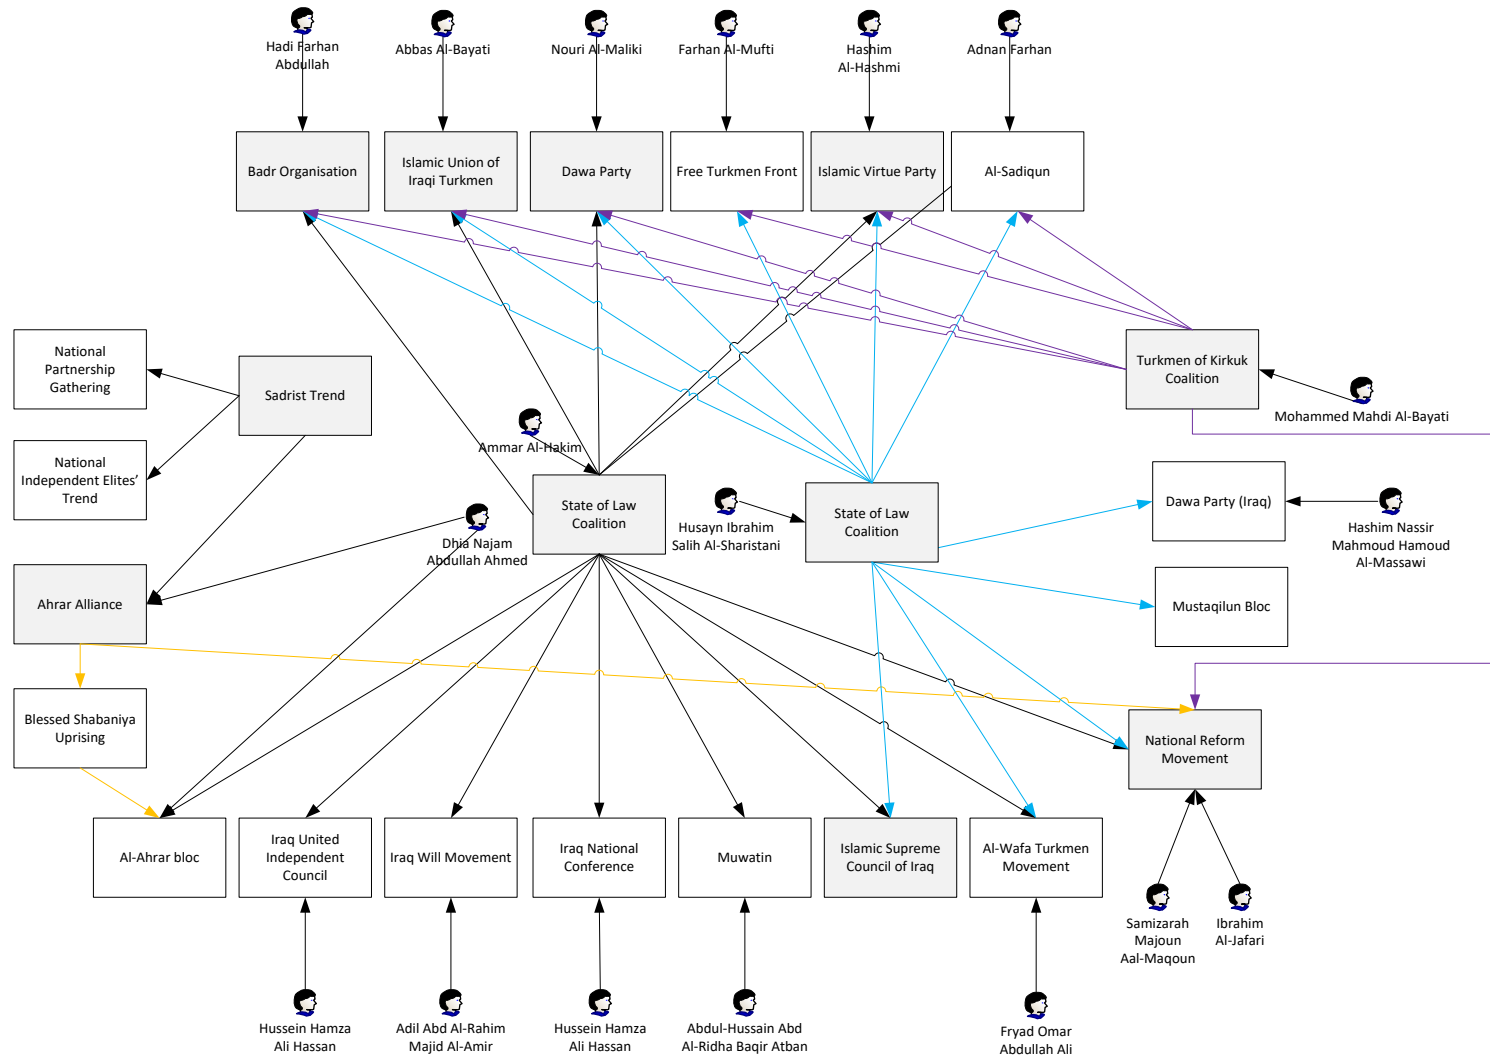 Hadi Farhan
Abdullah
Abbas Al-Bayati
Nouri Al-Maliki
Farhan Al-Mufti
Hashim
Al-Hashmi
Adnan Farhan
Badr Organisation
Islamic Union of
Iraqi Turkmen
Dawa Party
Free Turkmen Front
Islamic Virtue Party
Al-Sadiqun
National
Partnership
Gathering
Sadrist Trend
Turkmen of Kirkuk
Coalition
Mohammed Mahdi Al-Bayati
Ammar Al-Hakim
National
Independent Elites’
Trend
State of Law
Coalition
Husayn Ibrahim
Salih Al-Sharistani
State of Law
Coalition
Dawa Party (Iraq)
Hashim Nassir
Mahmoud Hamoud
Al-Massawi
Dhia Najam
Abdullah Ahmed
Ahrar Alliance
Mustaqilun Bloc
Blessed Shabaniya
Uprising
National Reform
Movement
Al-Ahrar bloc
Iraq United
Independent
Council
Iraq Will Movement
Iraq National
Conference
Muwatin
Islamic Supreme
Council of Iraq
Al-Wafa Turkmen
Movement
Samizarah
Majoun
Aal-Maqoun
Ibrahim
Al-Jafari
Hussein Hamza
Ali Hassan
Adil Abd Al-Rahim
Majid Al-Amir
Hussein Hamza
Ali Hassan
Abdul-Hussain Abd
Al-Ridha Baqir Atban
Fryad Omar
Abdullah Ali